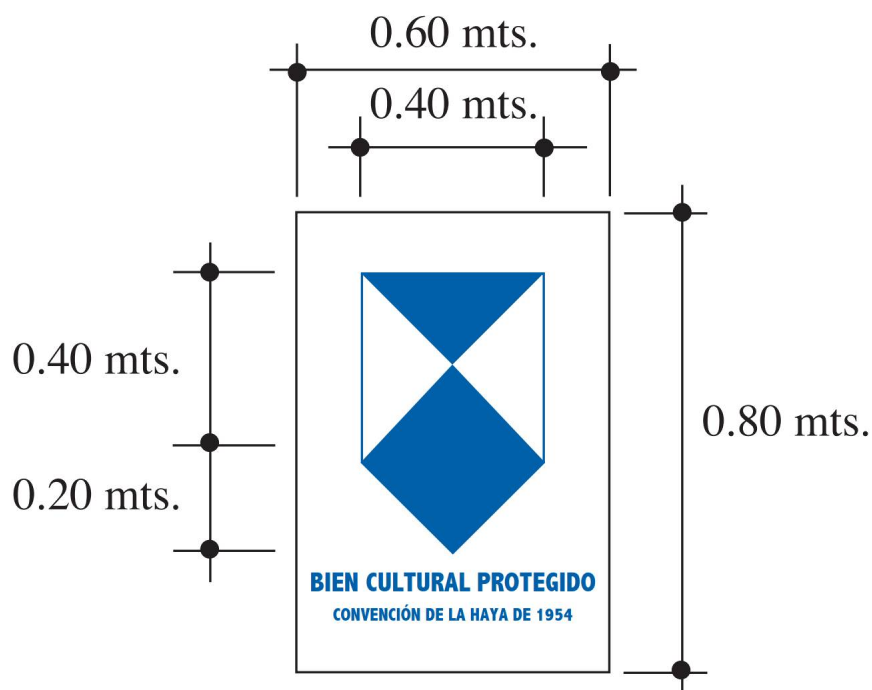 0.60 mts.
0.40 mts.
0.40 mts.
0.80 mts.
0.20 mts.
BIEN CULTURAL PROTEGIDO
CONVENCIÓN DE LA HAYA DE 1954